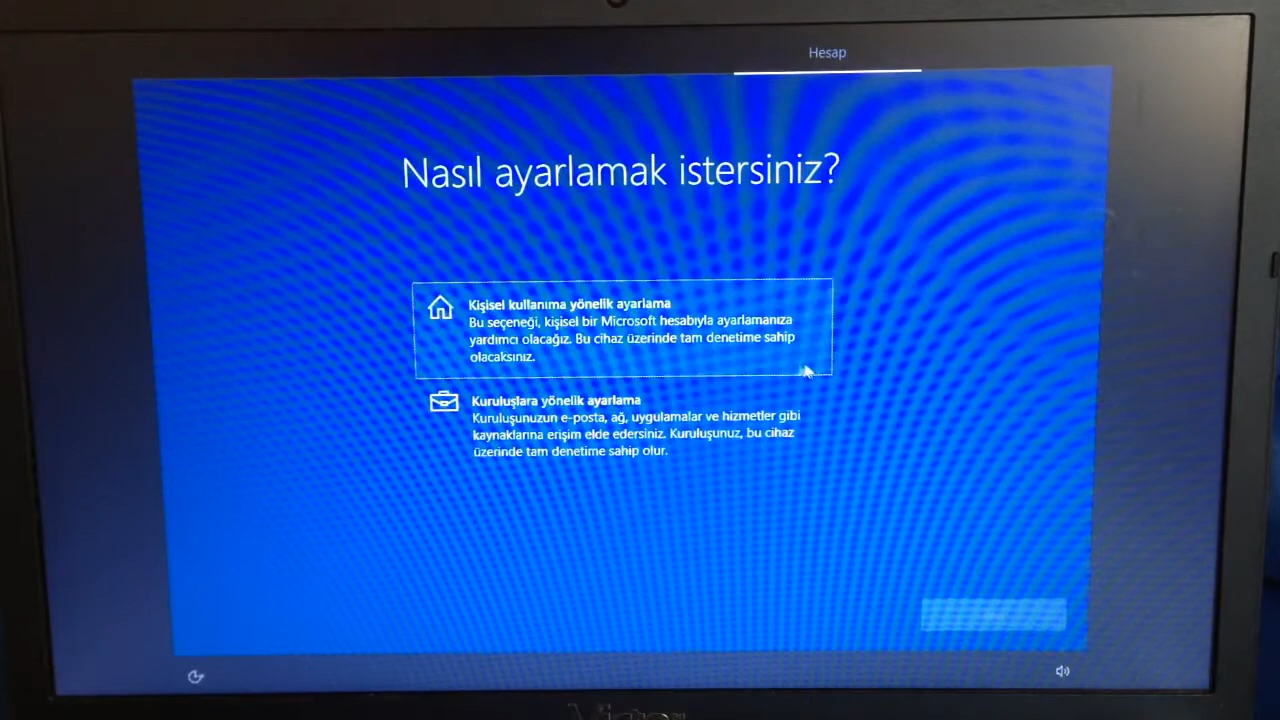 Hesap
Nasıl ayarlamak istersiniz?
Kişisel kullanıma yönelik ayarlama
Bu seçeneği, kişisel bir Microsoft hesabıyla ayarlamanıza
yardımcı olacağız. Bu cihaz üzerinde tam denetime sahip
olacaksınız.
Kuruluşlara yönelik ayarlama
Kuruluşunuzun e-posta, ağ, uygulamalar ve hizmetler gibi
kaynaklarına erişim elde edersiniz. Kuruluşunuz, bu cihaz
üzerinde tam denetime sahip olur.